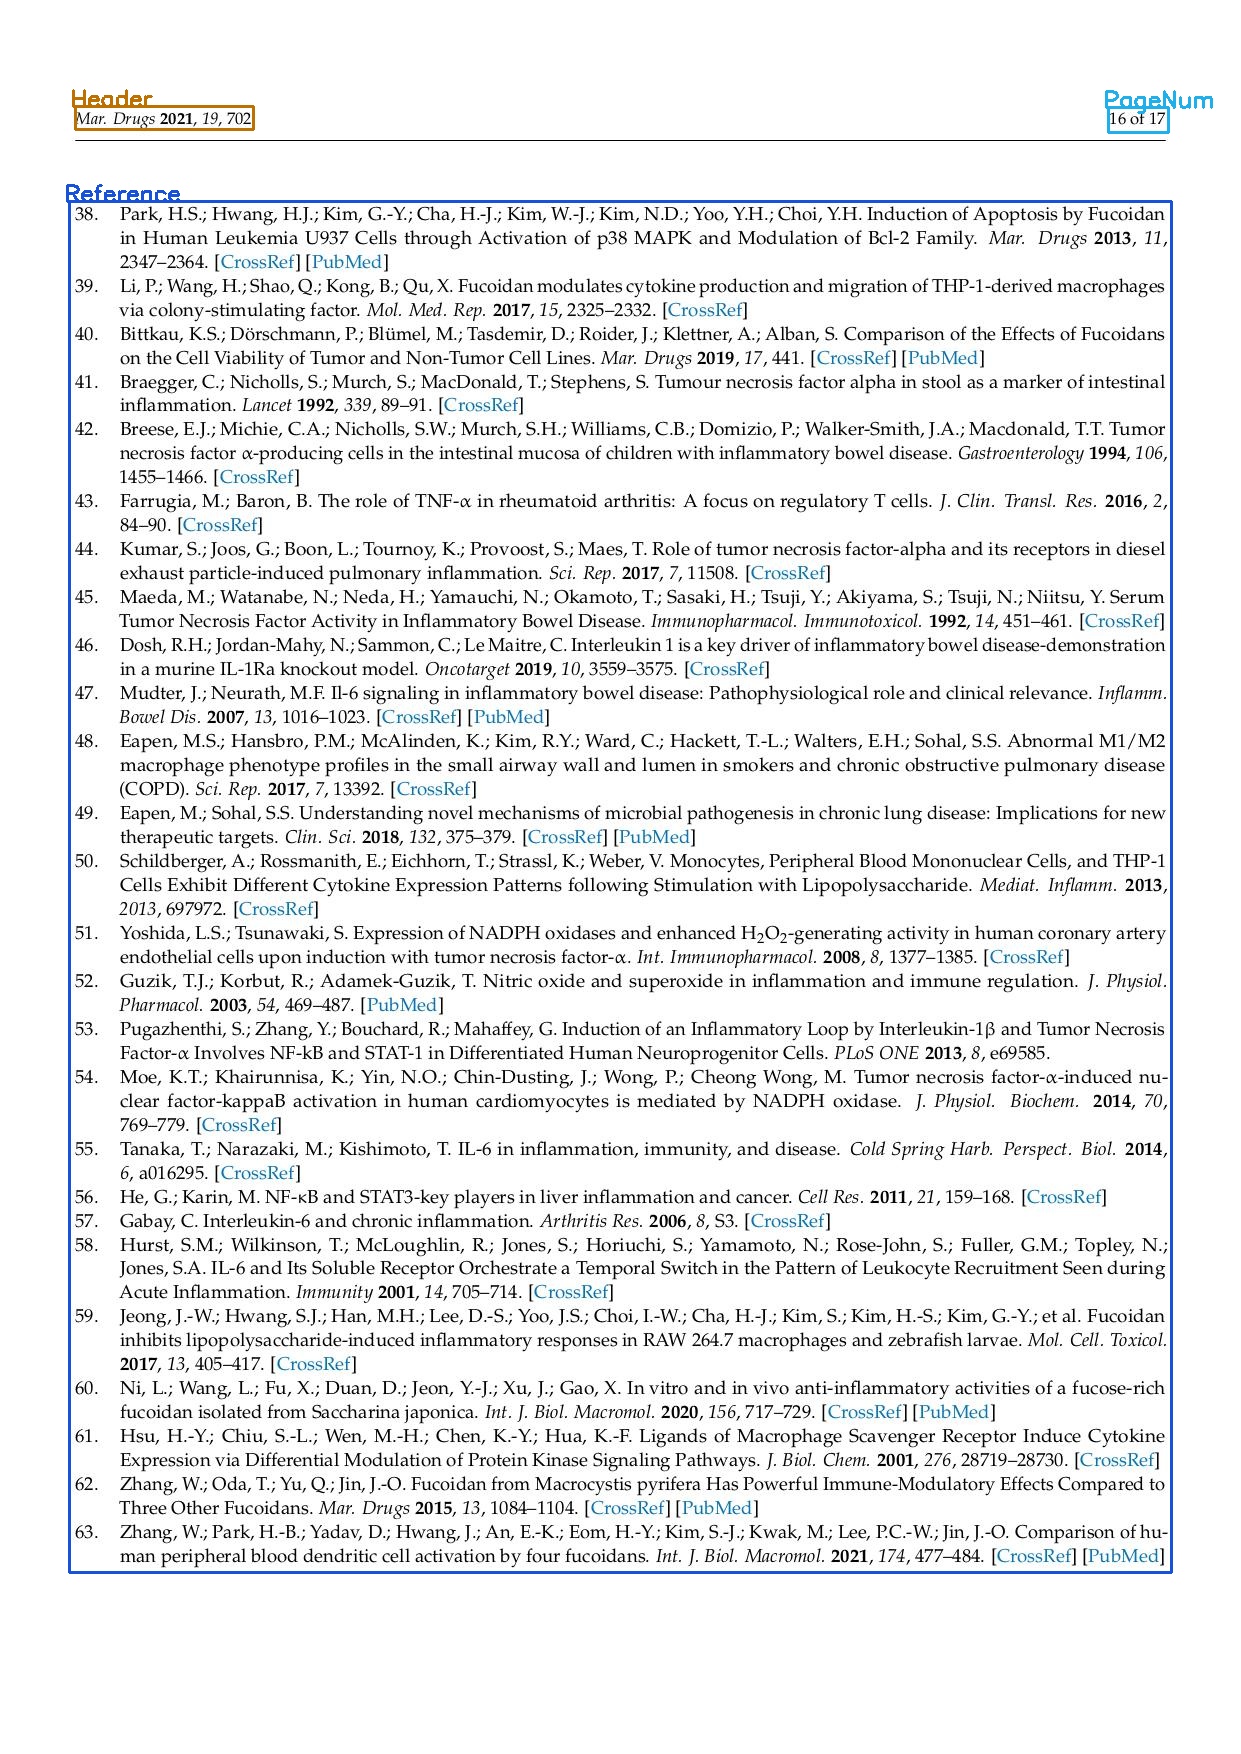 Header
PageNum
Mar. Drugs 2021, 19, 702
16 of 17
Reference
38. Park, H.S.; Hwang, H.J.; Kim, G.-Y.; Cha, H.-J.; Kim, W.-J.; Kim, N.D.; Yoo, Y.H.; Choi, Y.H. Induction of Apoptosis by Fucoidan
in Human Leukemia U937 Cells through Activation of p38 MAPK and Modulation of Bcl-2 Family. Mar. Drugs 2013, 11,
2347–2364. [CrossRef] [PubMed]
39. Li, P.; Wang, H.; Shao, Q.; Kong, B.; Qu, X. Fucoidan modulates cytokine production and migration of THP-1-derived macrophages
via colony-stimulating factor. Mol. Med. Rep. 2017, 15, 2325–2332. [CrossRef]
40. Bittkau, K.S.; Dörschmann, P.; Blümel, M.; Tasdemir, D.; Roider, J.; Klettner, A.; Alban, S. Comparison of the Effects of Fucoidans
on the Cell Viability of Tumor and Non-Tumor Cell Lines. Mar. Drugs 2019, 17, 441. [CrossRef] [PubMed]
41. Braegger, C.; Nicholls, S.; Murch, S.; MacDonald, T.; Stephens, S. Tumour necrosis factor alpha in stool as a marker of intestinal
inflammation. Lancet 1992, 339, 89–91. [CrossRef]
42. Breese, E.J.; Michie, C.A.; Nicholls, S.W.; Murch, S.H.; Williams, C.B.; Domizio, P.; Walker-Smith, J.A.; Macdonald, T.T. Tumor
necrosis factor α-producing cells in the intestinal mucosa of children with inflammatory bowel disease. Gastroenterology 1994, 106,
1455–1466. [CrossRef]
43. Farrugia, M.; Baron, B. The role of TNF-α in rheumatoid arthritis: A focus on regulatory T cells. J. Clin. Transl. Res. 2016, 2,
84–90. [CrossRef]
44. Kumar, S.; Joos, G.; Boon, L.; Tournoy, K.; Provoost, S.; Maes, T. Role of tumor necrosis factor-alpha and its receptors in diesel
exhaust particle-induced pulmonary inflammation. Sci. Rep. 2017, 7, 11508. [CrossRef]
45. Maeda, M.; Watanabe, N.; Neda, H.; Yamauchi, N.; Okamoto, T.; Sasaki, H.; Tsuji, Y.; Akiyama, S.; Tsuji, N.; Niitsu, Y. Serum
Tumor Necrosis Factor Activity in Inflammatory Bowel Disease. Immunopharmacol. Immunotoxicol. 1992, 14, 451–461. [CrossRef]
46. Dosh, R.H.; Jordan-Mahy, N.; Sammon, C.; Le Maitre, C. Interleukin 1 is a key driver of inflammatory bowel disease-demonstration
in a murine IL-1Ra knockout model. Oncotarget 2019, 10, 3559–3575. [CrossRef]
47. Mudter, J.; Neurath, M.F. Il-6 signaling in inflammatory bowel disease: Pathophysiological role and clinical relevance. Inflamm.
Bowel Dis. 2007, 13, 1016–1023. [CrossRef] [PubMed]
48. Eapen, M.S.; Hansbro, P.M.; McAlinden, K.; Kim, R.Y.; Ward, C.; Hackett, T.-L.; Walters, E.H.; Sohal, S.S. Abnormal M1/M2
macrophage phenotype profiles in the small airway wall and lumen in smokers and chronic obstructive pulmonary disease
(COPD). Sci. Rep. 2017, 7, 13392. [CrossRef]
49. Eapen, M.; Sohal, S.S. Understanding novel mechanisms of microbial pathogenesis in chronic lung disease: Implications for new
therapeutic targets. Clin. Sci. 2018, 132, 375–379. [CrossRef] [PubMed]
50. Schildberger, A.; Rossmanith, E.; Eichhorn, T.; Strassl, K.; Weber, V. Monocytes, Peripheral Blood Mononuclear Cells, and THP-1
Cells Exhibit Different Cytokine Expression Patterns following Stimulation with Lipopolysaccharide. Mediat. Inflamm. 2013,
2013, 697972. [CrossRef]
51. Yoshida, L.S.; Tsunawaki, S. Expression of NADPH oxidases and enhanced H₂O₂-generating activity in human coronary artery
endothelial cells upon induction with tumor necrosis factor-α. Int. Immunopharmacol. 2008, 8, 1377–1385. [CrossRef]
52. Guzik, T.J.; Korbut, R.; Adamek-Guzik, T. Nitric oxide and superoxide in inflammation and immune regulation. J. Physiol.
Pharmacol. 2003, 54, 469–487. [PubMed]
53. Pugazhenthi, S.; Zhang, Y.; Bouchard, R.; Mahaffey, G. Induction of an Inflammatory Loop by Interleukin-1β and Tumor Necrosis
Factor-α Involves NF-kB and STAT-1 in Differentiated Human Neuroprogenitor Cells. PLoS ONE 2013, 8, e69585.
54. Moe, K.T.; Khairunnisa, K.; Yin, N.O.; Chin-Dusting, J.; Wong, P.; Cheong Wong, M. Tumor necrosis factor-α-induced nu-
clear factor-kappaB activation in human cardiomyocytes is mediated by NADPH oxidase. J. Physiol. Biochem. 2014, 70,
769–779. [CrossRef]
55. Tanaka, T.; Narazaki, M.; Kishimoto, T. IL-6 in inflammation, immunity, and disease. Cold Spring Harb. Perspect. Biol. 2014,
6, a016295. [CrossRef]
56. He, G.; Karin, M. NF-κB and STAT3-key players in liver inflammation and cancer. Cell Res. 2011, 21, 159–168. [CrossRef]
57. Gabay, C. Interleukin-6 and chronic inflammation. Arthritis Res. 2006, 8, S3. [CrossRef]
58. Hurst, S.M.; Wilkinson, T.; McLoughlin, R.; Jones, S.; Horiuchi, S.; Yamamoto, N.; Rose-John, S.; Fuller, G.M.; Topley, N.;
Jones, S.A. IL-6 and Its Soluble Receptor Orchestrate a Temporal Switch in the Pattern of Leukocyte Recruitment Seen during
Acute Inflammation. Immunity 2001, 14, 705–714. [CrossRef]
59. Jeong, J.-W.; Hwang, S.J.; Han, M.H.; Lee, D.-S.; Yoo, J.S.; Choi, I.-W.; Cha, H.-J.; Kim, S.; Kim, H.-S.; Kim, G.-Y.; et al. Fucoidan
inhibits lipopolysaccharide-induced inflammatory responses in RAW 264.7 macrophages and zebrafish larvae. Mol. Cell. Toxicol.
2017, 13, 405–417. [CrossRef]
60. Ni, L.; Wang, L.; Fu, X.; Duan, D.; Jeon, Y.-J.; Xu, J.; Gao, X. In vitro and in vivo anti-inflammatory activities of a fucose-rich
fucoidan isolated from Saccharina japonica. Int. J. Biol. Macromol. 2020, 156, 717–729. [CrossRef] [PubMed]
61. Hsu, H.-Y.; Chiu, S.-L.; Wen, M.-H.; Chen, K.-Y.; Hua, K.-F. Ligands of Macrophage Scavenger Receptor Induce Cytokine
Expression via Differential Modulation of Protein Kinase Signaling Pathways. J. Biol. Chem. 2001, 276, 28719–28730. [CrossRef]
62. Zhang, W.; Oda, T.; Yu, Q.; Jin, J.-O. Fucoidan from Macrocystis pyrifera Has Powerful Immune-Modulatory Effects Compared to
Three Other Fucoidans. Mar. Drugs 2015, 13, 1084–1104. [CrossRef] [PubMed]
63. Zhang, W.; Park, H.-B.; Yadav, D.; Hwang, J.; An, E.-K.; Eom, H.-Y.; Kim, S.-J.; Kwak, M.; Lee, P.C.-W.; Jin, J.-O. Comparison of hu-
man peripheral blood dendritic cell activation by four fucoidans. Int. J. Biol. Macromol. 2021, 174, 477–484. [CrossRef] [PubMed]